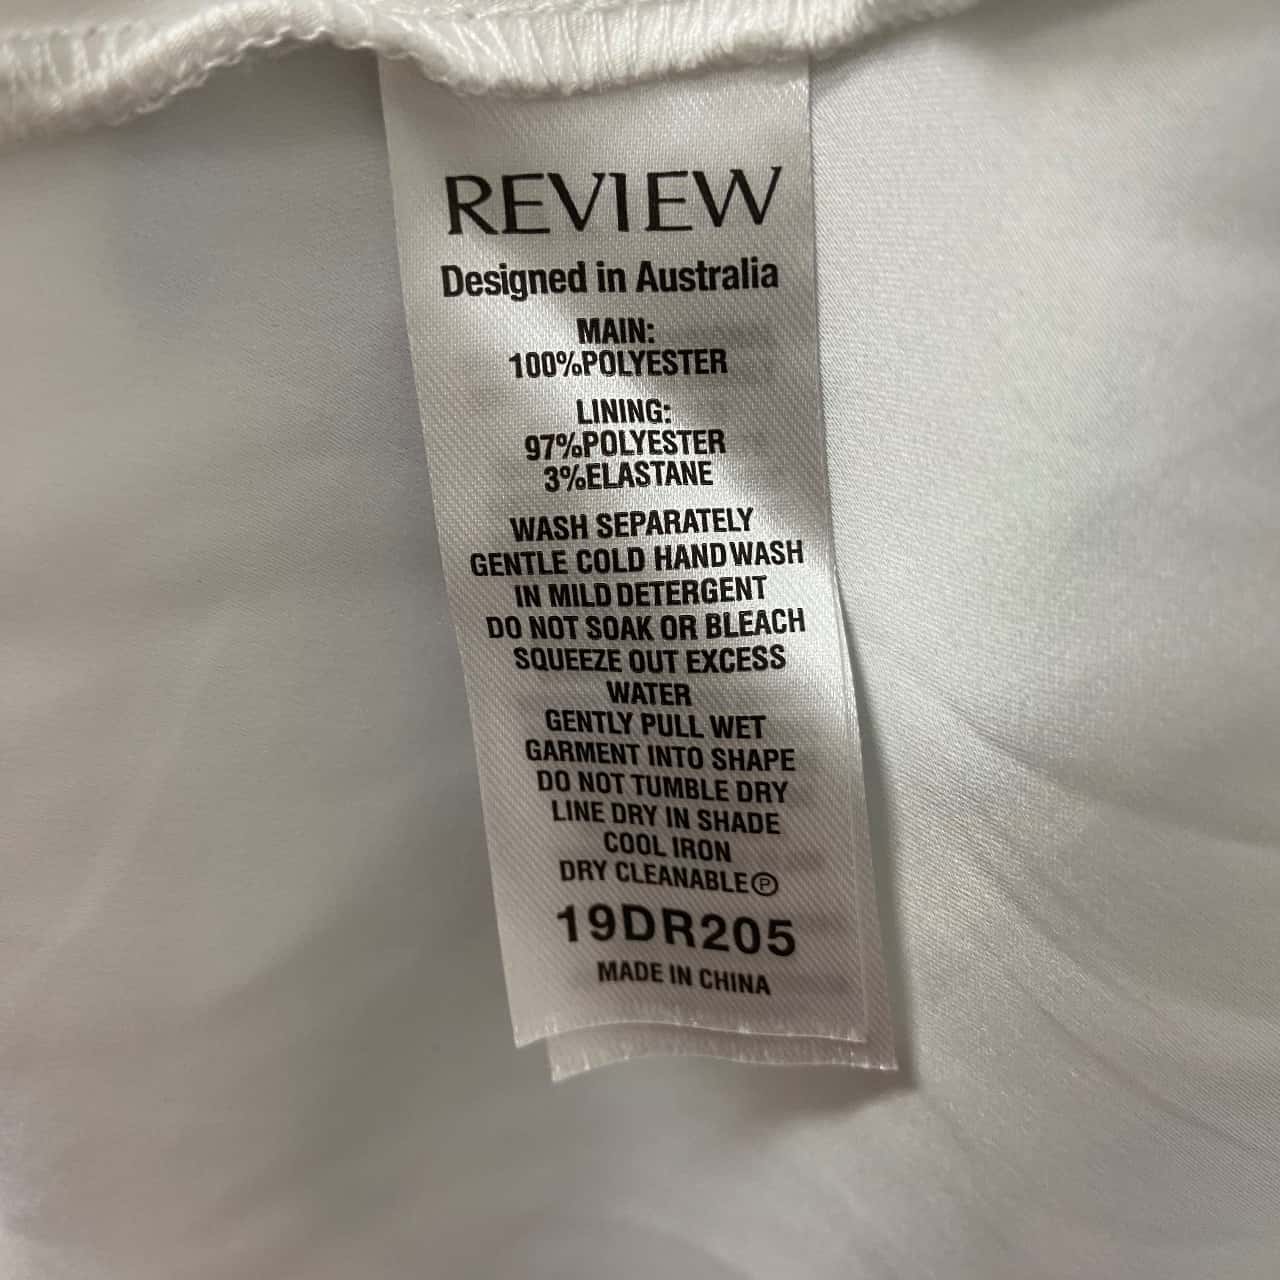 REVIEW
Designed in Australia
MAIN:
100%POLYESTER
LINING:
97%POLYESTER
3%ELASTANE
WASH SEPARATELY
GENTLE COLD HAND WASH
IN MILD DETERGENT
DO NOT SOAK OR BLEACH
SQUEEZE OUT EXCESS
WATER
GENTLY PULL WET
GARMENT INTO SHAPE
DO NOT TUMBLE DRY
LINE DRY IN SHADE
COOL IRON
DRY CLEANABLEⓅ
19DR205
MADE IN CHINA